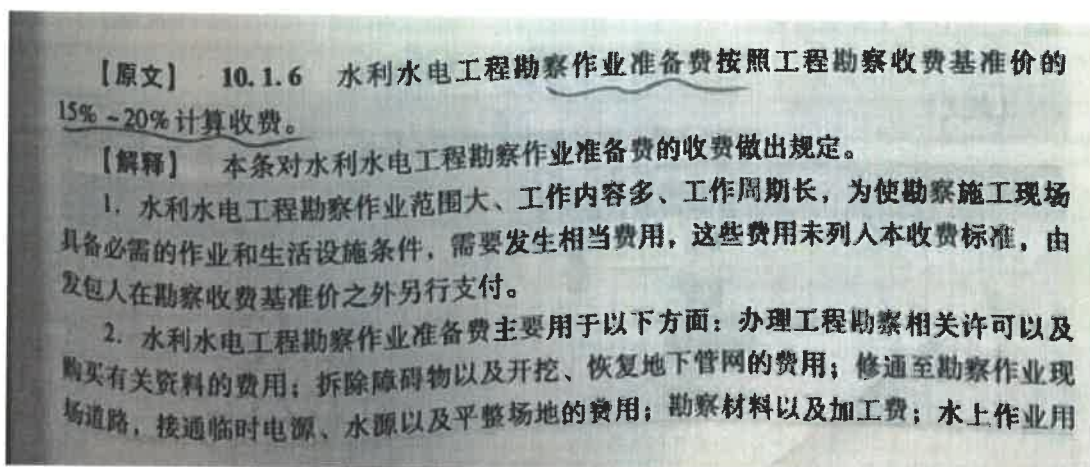 【原文】 10.1.6 水利水电工程勘察作业准备费按照工程勘察收费基准价的
15%~20%计算收费。
【解释】 本条对水利水电工程勘察作业准备费的收费做出规定。
1. 水利水电工程勘察作业范围大、工作内容多、工作周期长，为使勘察施工现场
具备必需的作业和生活设施条件，需要发生相当费用，这些费用未列入本收费标准，由
发包人在勘察收费基准价之外另行支付。
2. 水利水电工程勘察作业准备费主要用于以下方面：办理工程勘察相关许可以及
购买有关资料的费用；拆除障碍物以及开挖、恢复地下管网的费用；修通至勘察作业现
场道路，接通临时电源、水源以及平整场地的费用；勘察材料以及加工费；水上作业用